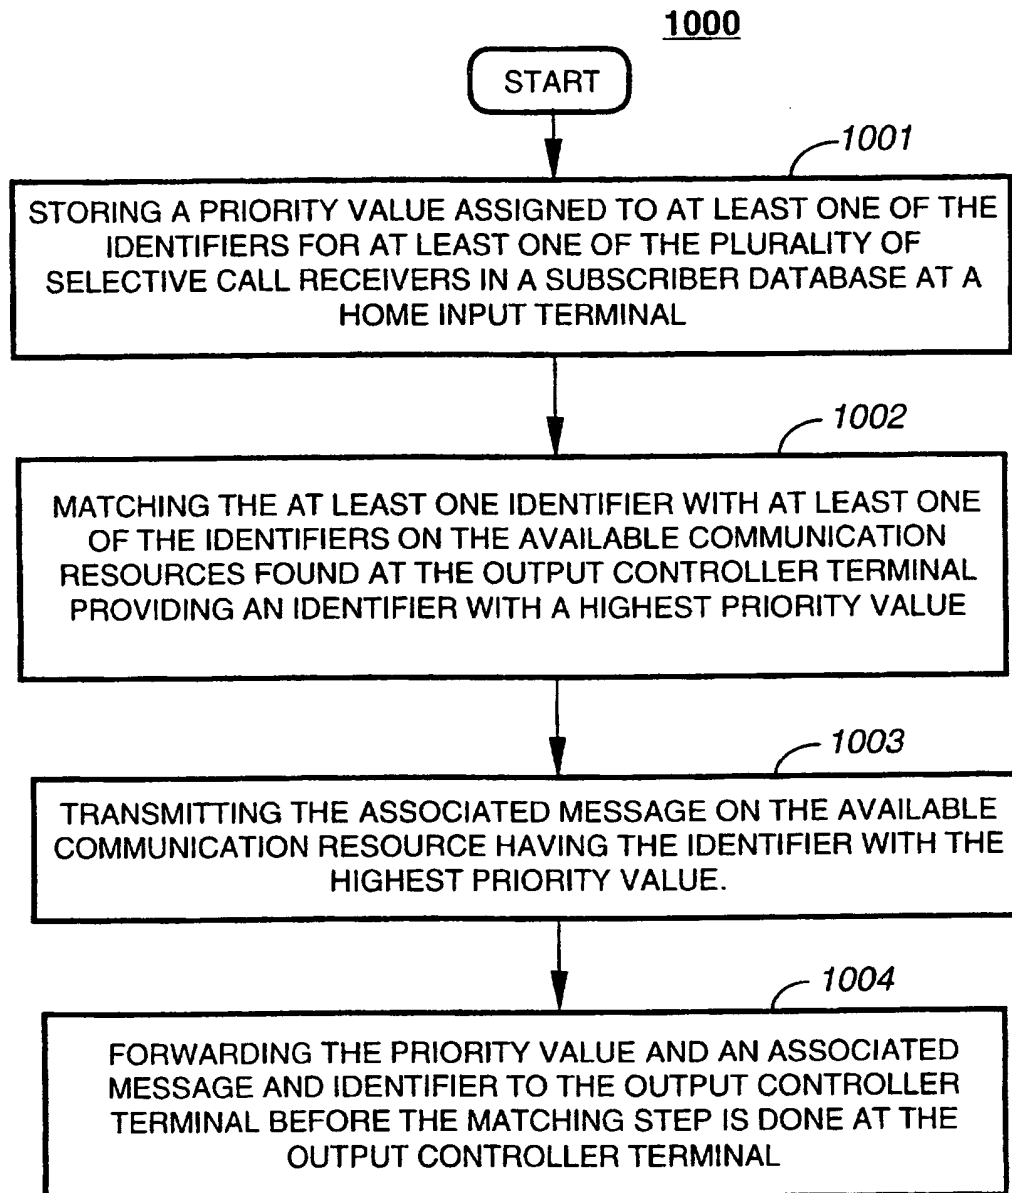 1000
START
1001
STORING A PRIORITY VALUE ASSIGNED TO AT LEAST ONE OF THE
IDENTIFIERS FOR AT LEAST ONE OF THE PLURALITY OF
SELECTIVE CALL RECEIVERS IN A SUBSCRIBER DATABASE AT A
HOME INPUT TERMINAL
1002
MATCHING THE AT LEAST ONE IDENTIFIER WITH AT LEAST ONE
OF THE IDENTIFIERS ON THE AVAILABLE COMMUNICATION
RESOURCES FOUND AT THE OUTPUT CONTROLLER TERMINAL
PROVIDING AN IDENTIFIER WITH A HIGHEST PRIORITY VALUE
1003
TRANSMITTING THE ASSOCIATED MESSAGE ON THE AVAILABLE
COMMUNICATION RESOURCE HAVING THE IDENTIFIER WITH THE
HIGHEST PRIORITY VALUE.
1004
FORWARDING THE PRIORITY VALUE AND AN ASSOCIATED
MESSAGE AND IDENTIFIER TO THE OUTPUT CONTROLLER
TERMINAL BEFORE THE MATCHING STEP IS DONE AT THE
OUTPUT CONTROLLER TERMINAL